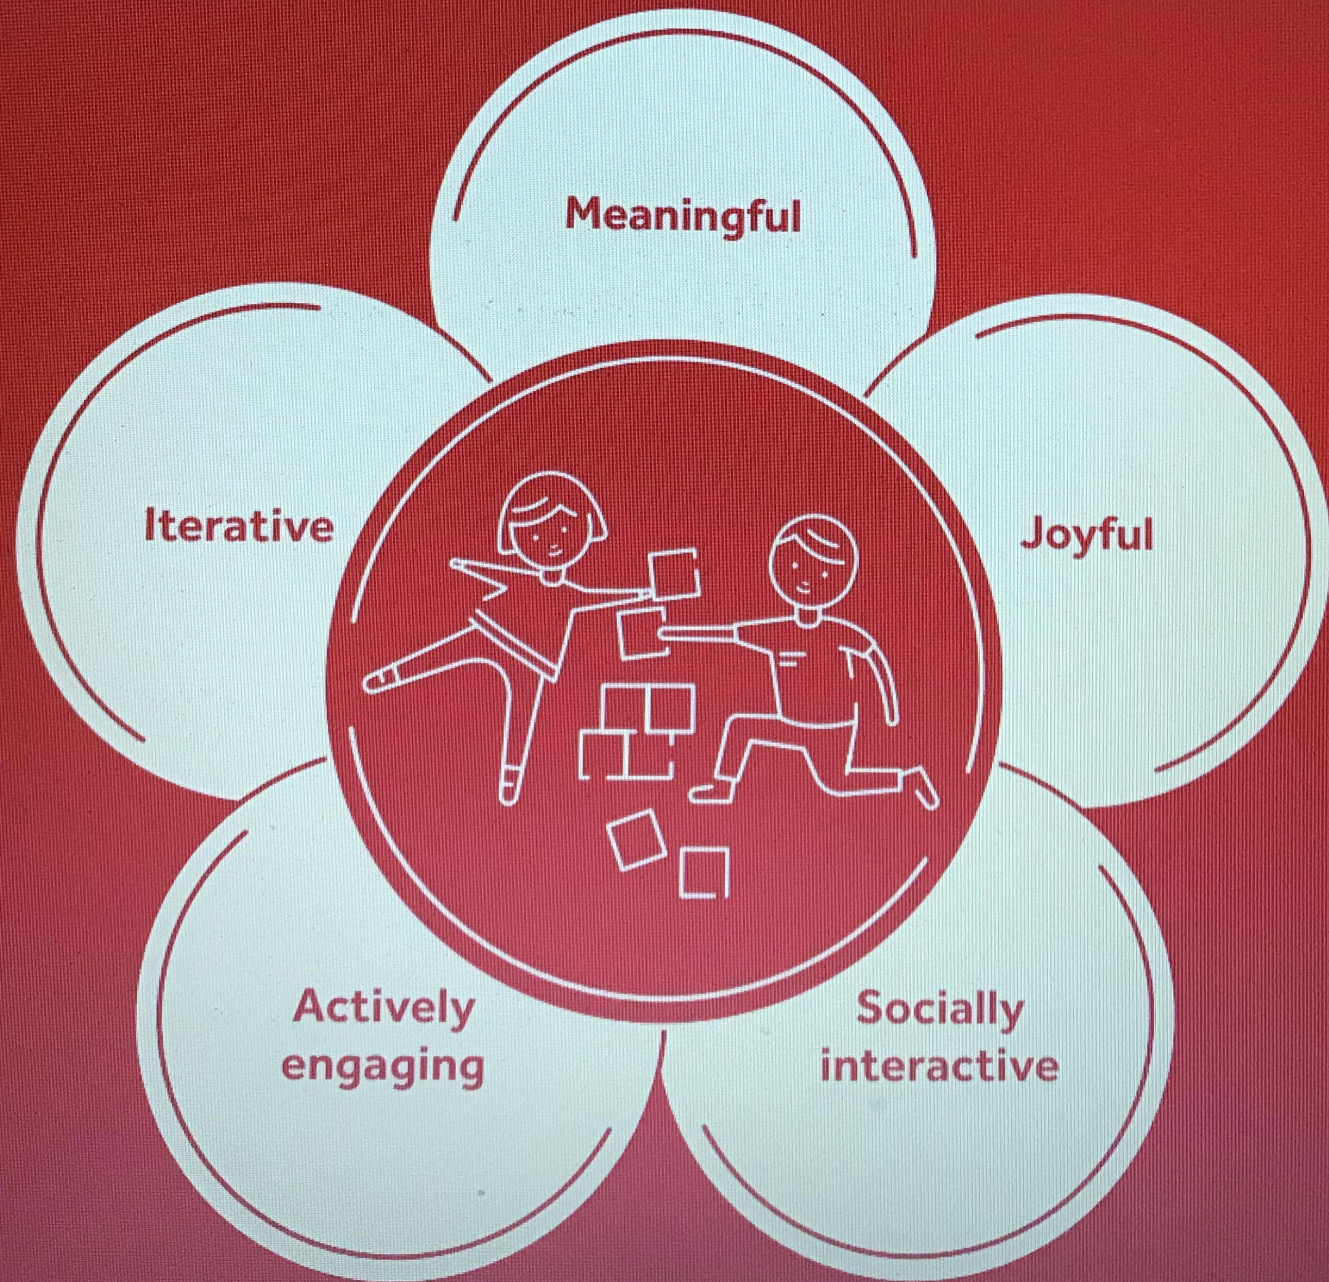 Meaningful
Iterative
Joyful
Actively
engaging
Socially
interactive